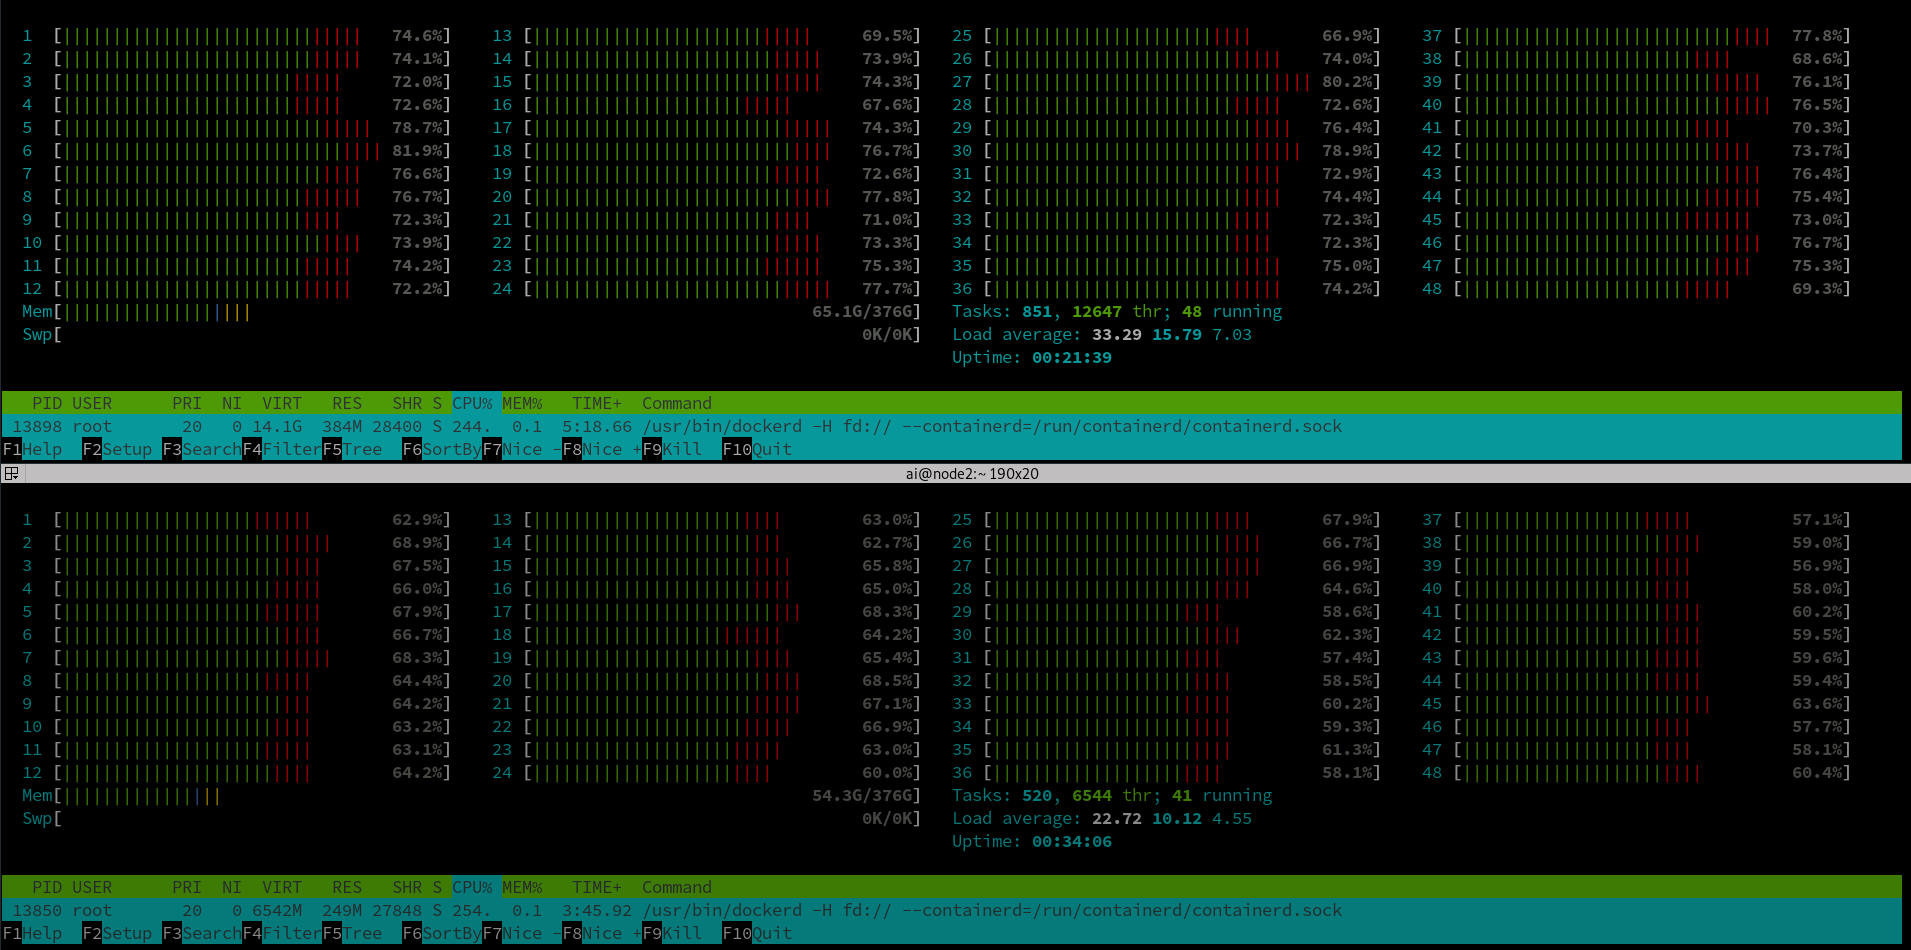 1 [74.6%] 13 [69.5%] 25 [66.9%] 37 [77.8%]
2 [74.1%] 14 [73.9%] 26 [74.0%] 38 [68.6%]
3 [72.0%] 15 [74.3%] 27 [80.2%] 39 [76.1%]
4 [72.6%] 16 [67.6%] 28 [72.6%] 40 [76.5%]
5 [78.7%] 17 [74.3%] 29 [76.4%] 41 [70.3%]
6 [81.9%] 18 [76.7%] 30 [78.9%] 42 [73.7%]
7 [76.6%] 19 [72.6%] 31 [72.9%] 43 [76.4%]
8 [76.7%] 20 [77.8%] 32 [74.4%] 44 [75.4%]
9 [72.3%] 21 [71.0%] 33 [72.3%] 45 [73.0%]
10 [73.9%] 22 [73.3%] 34 [72.3%] 46 [76.7%]
11 [74.2%] 23 [75.3%] 35 [75.0%] 47 [75.3%]
12 [72.2%] 24 [77.7%] 36 [74.2%] 48 [69.3%]
Mem[65.1G/376G] Tasks: 851, 12647 thr; 48 running
Swp[0K/0K] Load average: 33.29 15.79 7.03
Uptime: 00:21:39
PID USER PRI NI VIRT RES SHR S CPU% MEM% TIME+ Command
13898 root 20 0 14.1G 384M 28400 S 244. 0.1 5:18.66 /usr/bin/dockerd -H fd:// --containerd=/run/containerd/containerd.sock
F1Help F2Setup F3SearchF4FilterF5Tree F6SortByF7Nice -F8Nice +F9Kill F10Quit
ai@node2:~ 190x20
1 [62.9%] 13 [63.0%] 25 [67.9%] 37 [57.1%]
2 [68.9%] 14 [62.7%] 26 [66.7%] 38 [59.0%]
3 [67.5%] 15 [65.8%] 27 [66.9%] 39 [56.9%]
4 [66.0%] 16 [65.0%] 28 [64.6%] 40 [58.0%]
5 [67.9%] 17 [68.3%] 29 [58.6%] 41 [60.2%]
6 [66.7%] 18 [64.2%] 30 [62.3%] 42 [59.5%]
7 [68.3%] 19 [65.4%] 31 [57.4%] 43 [59.6%]
8 [64.4%] 20 [68.5%] 32 [58.5%] 44 [59.4%]
9 [64.2%] 21 [67.1%] 33 [60.2%] 45 [63.6%]
10 [63.2%] 22 [66.9%] 34 [59.3%] 46 [57.7%]
11 [63.1%] 23 [63.0%] 35 [61.3%] 47 [58.1%]
12 [64.2%] 24 [60.0%] 36 [58.1%] 48 [60.4%]
Mem[54.3G/376G] Tasks: 520, 6544 thr; 41 running
Swp[0K/0K] Load average: 22.72 10.12 4.55
Uptime: 00:34:06
PID USER PRI NI VIRT RES SHR S CPU% MEM% TIME+ Command
13850 root 20 0 6542M 249M 27848 S 254. 0.1 3:45.92 /usr/bin/dockerd -H fd:// --containerd=/run/containerd/containerd.sock
F1Help F2Setup F3SearchF4FilterF5Tree F6SortByF7Nice -F8Nice +F9Kill F10Quit